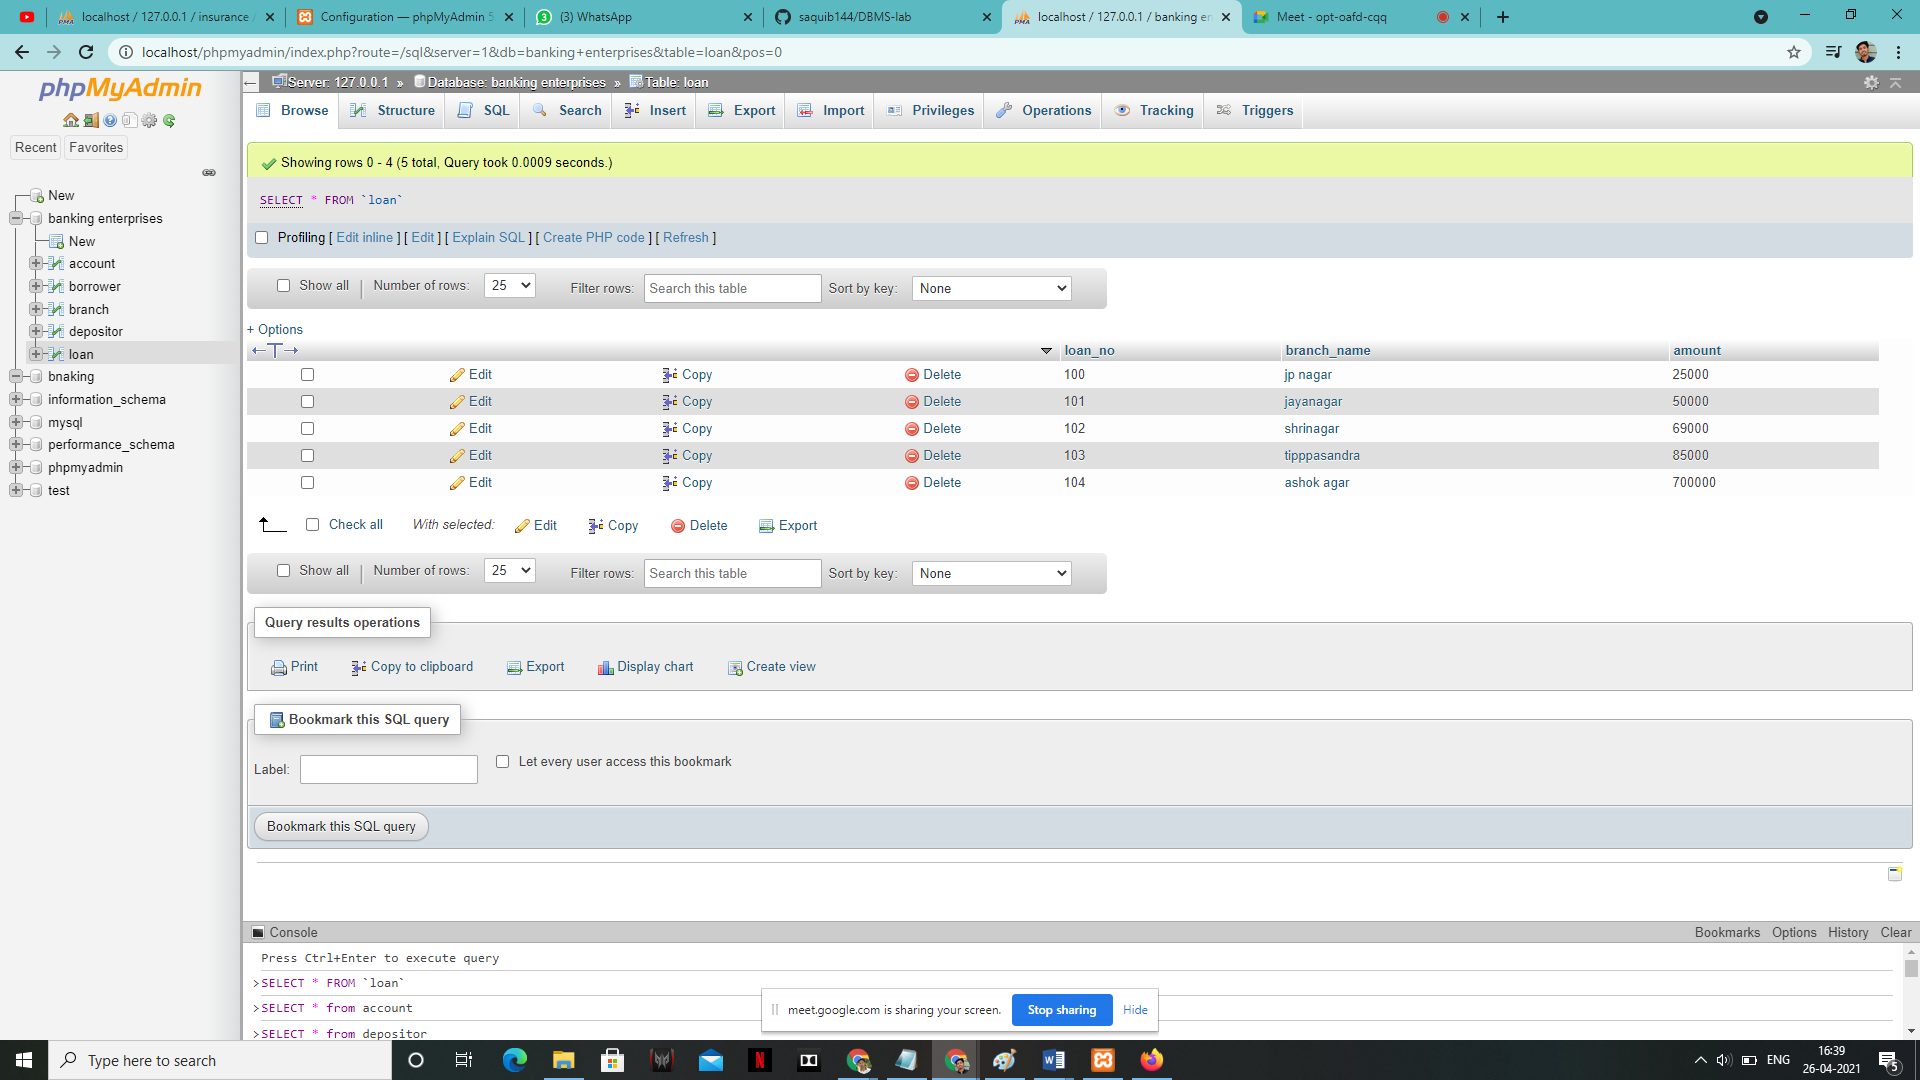 localhost / 127.0.0.1 / insurance
Configuration — phpMyAdmin 5
(3) WhatsApp
saquib144/DBMS-lab
localhost / 127.0.0.1 / banking en
Meet - opt-oafd-cqq
localhost/phpmyadmin/index.php?route=/sql&server=1&db=banking+enterprises&table=loan&pos=0
phpMyAdmin
Recent Favorites
New
banking enterprises
New
account
borrower
branch
depositor
loan
bnaking
information_schema
mysql
performance_schema
phpmyadmin
test
Server: 127.0.0.1 » Database: banking enterprises » Table: loan
Browse Structure SQL Search Insert Export Import Privileges Operations Tracking Triggers
Showing rows 0 - 4 (5 total, Query took 0.0009 seconds.)
SELECT * FROM `loan`
Profiling [ Edit inline ] [ Edit ] [ Explain SQL ] [ Create PHP code ] [ Refresh ]
Show all | Number of rows: 25 Filter rows: Search this table Sort by key: None
+ Options
←T→ loan_no branch_name amount
Edit Copy Delete 100 jp nagar 25000
Edit Copy Delete 101 jayanagar 50000
Edit Copy Delete 102 shrinagar 69000
Edit Copy Delete 103 tipppasandra 85000
Edit Copy Delete 104 ashok agar 700000
Check all With selected: Edit Copy Delete Export
Show all | Number of rows: 25 Filter rows: Search this table Sort by key: None
Query results operations
Print Copy to clipboard Export Display chart Create view
Bookmark this SQL query
Label: Let every user access this bookmark
Bookmark this SQL query
Console Bookmarks Options History Clear
Press Ctrl+Enter to execute query
>SELECT * FROM `loan`
>SELECT * from account
>SELECT * from depositor
meet.google.com is sharing your screen. Stop sharing Hide
Type here to search
ENG
16:39
26-04-2021
5